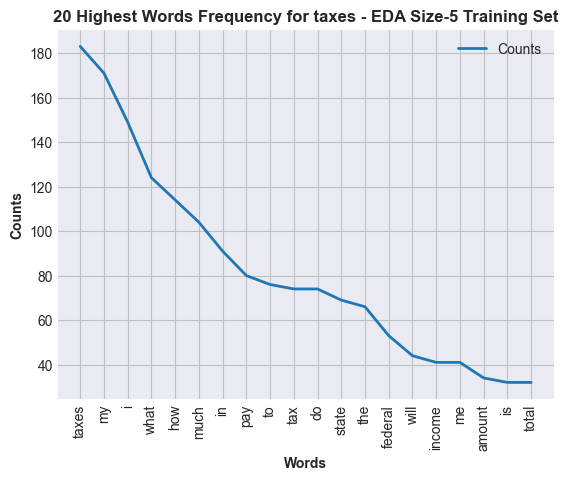 20 Highest Words Frequency for taxes - EDA Size-5 Training Set
Counts
180
160
140
120
100
80
60
40
Counts
taxes
my
i
what
how
much
in
pay
to
tax
do
state
the
federal
will
income
me
amount
is
total
Words